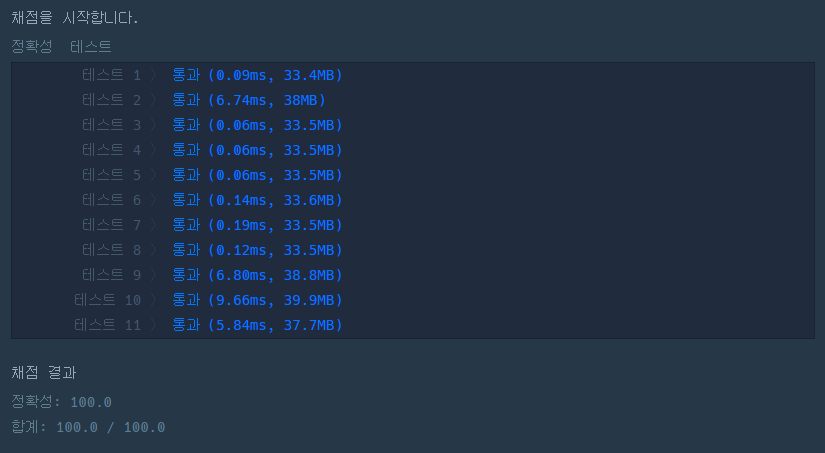 채점을 시작합니다.
정확성 테스트
테스트 1 〉 통과 (0.09ms, 33.4MB)
테스트 2 〉 통과 (6.74ms, 38MB)
테스트 3 〉 통과 (0.06ms, 33.5MB)
테스트 4 〉 통과 (0.06ms, 33.5MB)
테스트 5 〉 통과 (0.06ms, 33.5MB)
테스트 6 〉 통과 (0.14ms, 33.6MB)
테스트 7 〉 통과 (0.19ms, 33.5MB)
테스트 8 〉 통과 (0.12ms, 33.5MB)
테스트 9 〉 통과 (6.80ms, 38.8MB)
테스트 10 〉 통과 (9.66ms, 39.9MB)
테스트 11 〉 통과 (5.84ms, 37.7MB)
채점 결과
정확성: 100.0
합계: 100.0 / 100.0